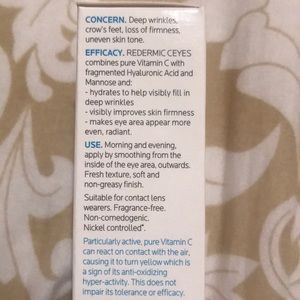 CONCERN. Deep wrinkles,
crow's feet, loss of firmness,
uneven skin tone.
EFFICACY. REDERMIC CEYES
combines pure Vitamin C with
fragmented Hyaluronic Acid and
Mannose and:
- hydrates to help visibly fill in
deep wrinkles
- visibly improves skin firmness
- makes eye area appear more
even, radiant.
USE. Morning and evening,
apply by smoothing from the
inside of the eye area, outwards.
Fresh texture, soft and
non-greasy finish.
Suitable for contact lens
wearers. Fragrance-free.
Non-comedogenic.
Nickel controlled*.
Particularly active, pure Vitamin C
can react on contact with the air,
causing it to turn yellow which is
a sign of its anti-oxidizing
hyper-activity. This does not
impair its tolerance or efficacy.